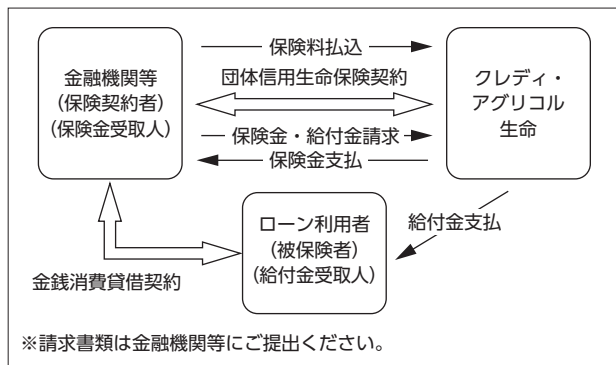 保険料払込
団体信用生命保険契約
金融機関等
(保険契約者)
(保険金受取人)
クレディ・
アグリコル
生命
保険金・給付金請求
保険金支払
ローン利用者
(被保険者)
(給付金受取人)
給付金支払
金銭消費貸借契約
※請求書類は金融機関等にご提出ください。